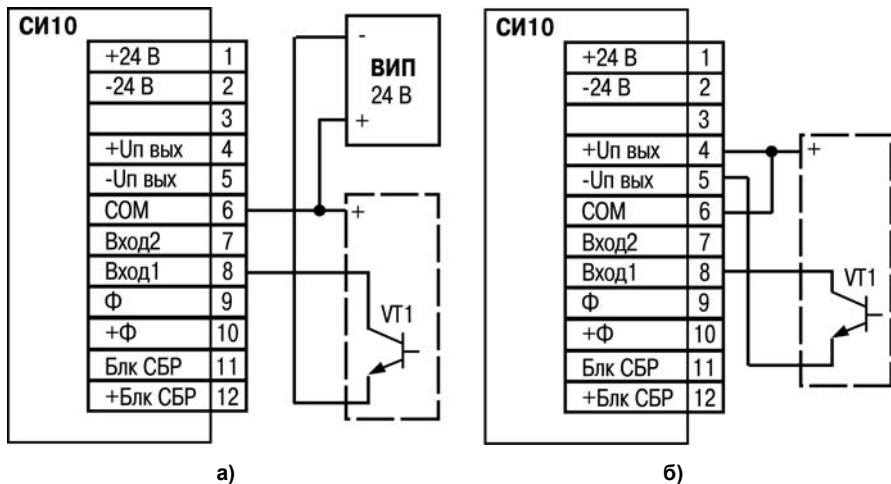 СИ10
+24 В 1
-24 В 2
3
+Uп вых 4
-Uп вых 5
COM 6
Вход2 7
Вход1 8
Ф 9
+Ф 10
Блк СБР 11
+Блк СБР 12
-
ВИП
24 В
+
+
VT1
а)
СИ10
+24 В 1
-24 В 2
3
+Uп вых 4
-Uп вых 5
COM 6
Вход2 7
Вход1 8
Ф 9
+Ф 10
Блк СБР 11
+Блк СБР 12
+
VT1
б)